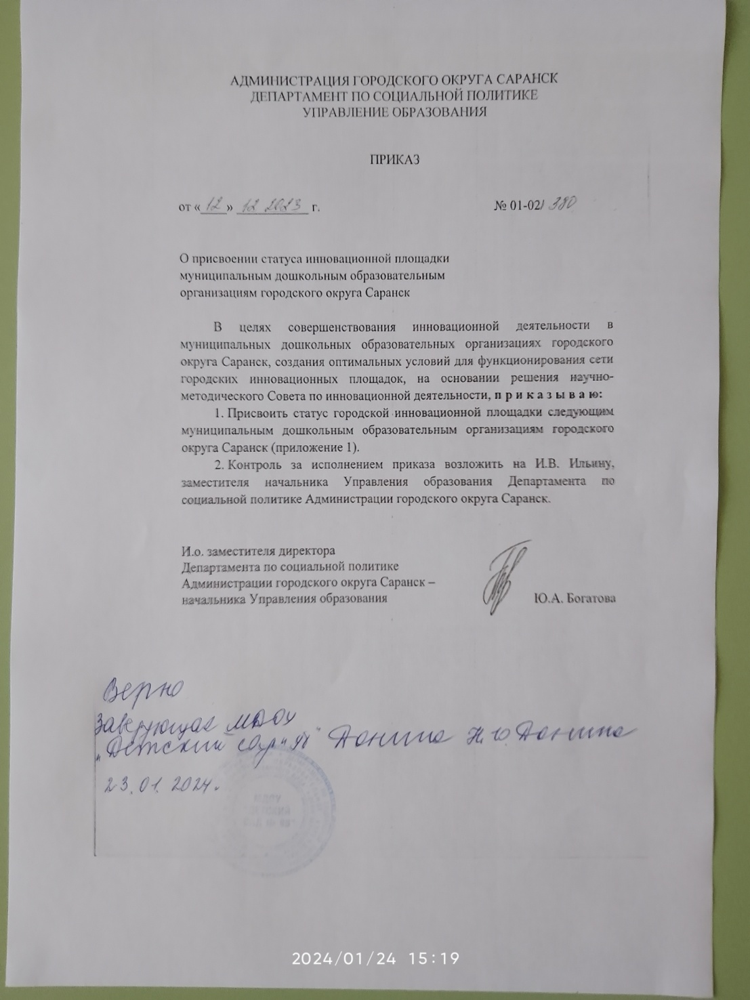 АДМИНИСТРАЦИЯ ГОРОДСКОГО ОКРУГА САРАНСК
ДЕПАРТАМЕНТ ПО СОЦИАЛЬНОЙ ПОЛИТИКЕ
УПРАВЛЕНИЕ ОБРАЗОВАНИЯ
ПРИКАЗ
от «12» 12 2023 г. № 01-02/ 380
О присвоении статуса инновационной площадки
муниципальным дошкольным образовательным
организациям городского округа Саранск
В целях совершенствования инновационной деятельности в
муниципальных дошкольных образовательных организациях городского
округа Саранск, создания оптимальных условий для функционирования сети
городских инновационных площадок, на основании решения научно-
методического Совета по инновационной деятельности, п р и к а з ы в а ю:
1. Присвоить статус городской инновационной площадки следующим
муниципальным дошкольным образовательным организациям городского
округа Саранск (приложение 1).
2. Контроль за исполнением приказа возложить на И.В. Ильину,
заместителя начальника Управления образования Департамента по
социальной политике Администрации городского округа Саранск.
И.о. заместителя директора
Департамента по социальной политике
Администрации городского округа Саранск –
начальника Управления образования Ю.А. Богатова
Верно
Заведующая МДОУ
„Детский сад Донина Н.Ю. Донина
23.01.2024.
МДОУ
ДЕТСКИЙ
САД №
2024/01/24 15:19